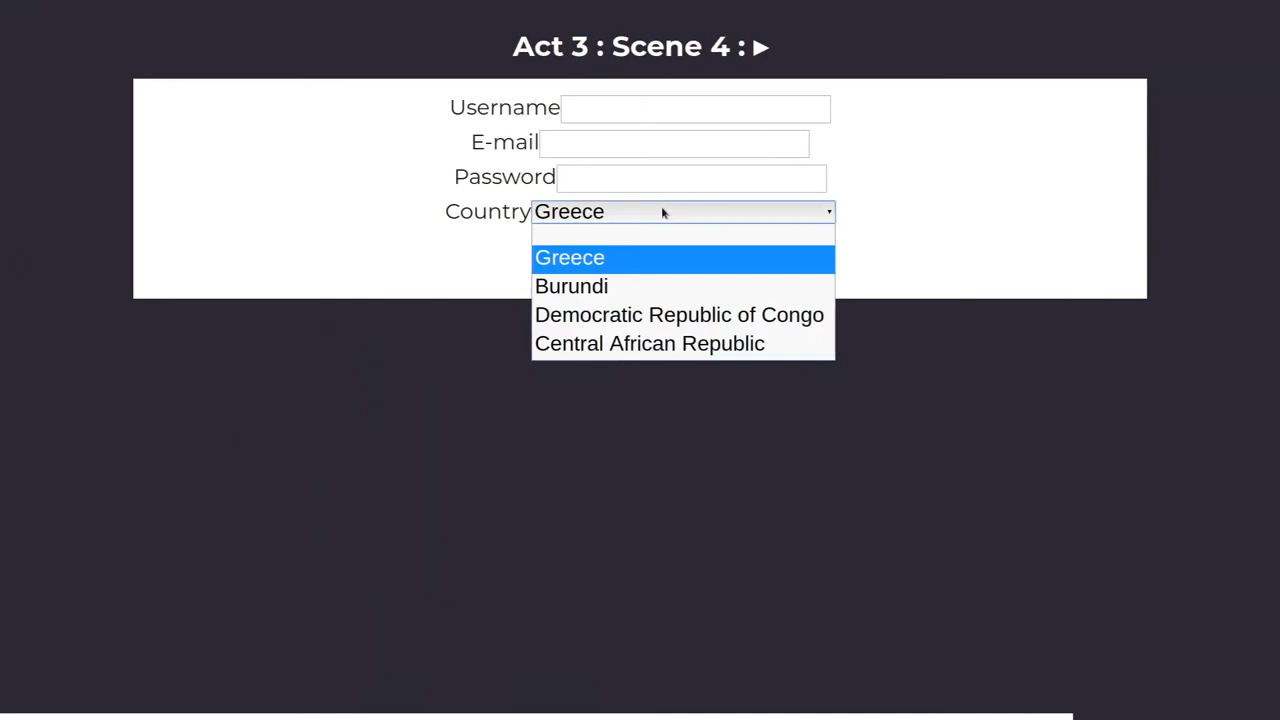 Act 3 : Scene 4 : ►
Username
E-mail
Password
Country Greece
Greece
Burundi
Democratic Republic of Congo
Central African Republic